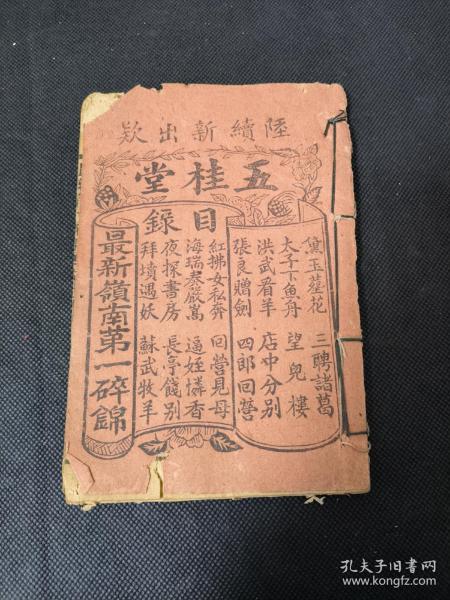 陸續新出欵
五桂堂
目錄
黛玉葬花 三聘諸葛
太子下魚舟 望兒樓
洪武看羊 店中分別
張良贈劍 四郎回營
紅拂女私奔 回營見母
海瑞奏嚴嵩 逼姪憐香
夜探書房 長亭餞別
拜墳遇妖 蘇武牧羊
最新嶺南第一碎錦
孔夫子旧书网
www.kongfz.com